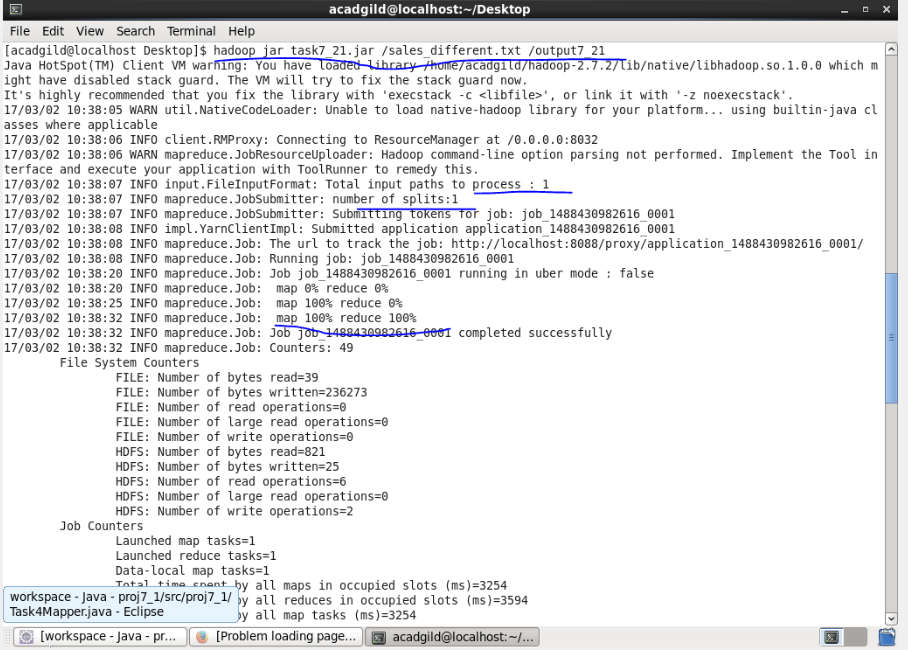 acadgild@localhost:~/Desktop
File Edit View Search Terminal Help
[acadgild@localhost Desktop]$ hadoop jar task7_21.jar /sales_different.txt /output7_21
Java HotSpot(TM) Client VM warning: You have loaded library /home/acadgild/hadoop-2.7.2/lib/native/libhadoop.so.1.0.0 which m
ight have disabled stack guard. The VM will try to fix the stack guard now.
It's highly recommended that you fix the library with 'execstack -c <libfile>', or link it with '-z noexecstack'.
17/03/02 10:38:05 WARN util.NativeCodeLoader: Unable to load native-hadoop library for your platform... using builtin-java cl
asses where applicable
17/03/02 10:38:06 INFO client.RMProxy: Connecting to ResourceManager at /0.0.0.0:8032
17/03/02 10:38:06 WARN mapreduce.JobResourceUploader: Hadoop command-line option parsing not performed. Implement the Tool in
terface and execute your application with ToolRunner to remedy this.
17/03/02 10:38:07 INFO input.FileInputFormat: Total input paths to process : 1
17/03/02 10:38:07 INFO mapreduce.JobSubmitter: number of splits:1
17/03/02 10:38:07 INFO mapreduce.JobSubmitter: Submitting tokens for job: job_1488430982616_0001
17/03/02 10:38:08 INFO impl.YarnClientImpl: Submitted application application_1488430982616_0001
17/03/02 10:38:08 INFO mapreduce.Job: The url to track the job: http://localhost:8088/proxy/application_1488430982616_0001/
17/03/02 10:38:08 INFO mapreduce.Job: Running job: job_1488430982616_0001
17/03/02 10:38:20 INFO mapreduce.Job: Job job_1488430982616_0001 running in uber mode : false
17/03/02 10:38:20 INFO mapreduce.Job:  map 0% reduce 0%
17/03/02 10:38:25 INFO mapreduce.Job:  map 100% reduce 0%
17/03/02 10:38:32 INFO mapreduce.Job:  map 100% reduce 100%
17/03/02 10:38:32 INFO mapreduce.Job: Job job_1488430982616_0001 completed successfully
17/03/02 10:38:32 INFO mapreduce.Job: Counters: 49
File System Counters
FILE: Number of bytes read=39
FILE: Number of bytes written=236273
FILE: Number of read operations=0
FILE: Number of large read operations=0
FILE: Number of write operations=0
HDFS: Number of bytes read=821
HDFS: Number of bytes written=25
HDFS: Number of read operations=6
HDFS: Number of large read operations=0
HDFS: Number of write operations=2
Job Counters
Launched map tasks=1
Launched reduce tasks=1
Data-local map tasks=1
Total time spent by all maps in occupied slots (ms)=3254
by all reduces in occupied slots (ms)=3594
by all map tasks (ms)=3254
workspace - Java - proj7_1/src/proj7_1/
Task4Mapper.java - Eclipse
[workspace - Java - pr...
[Problem loading page...
acadgild@localhost:~/...